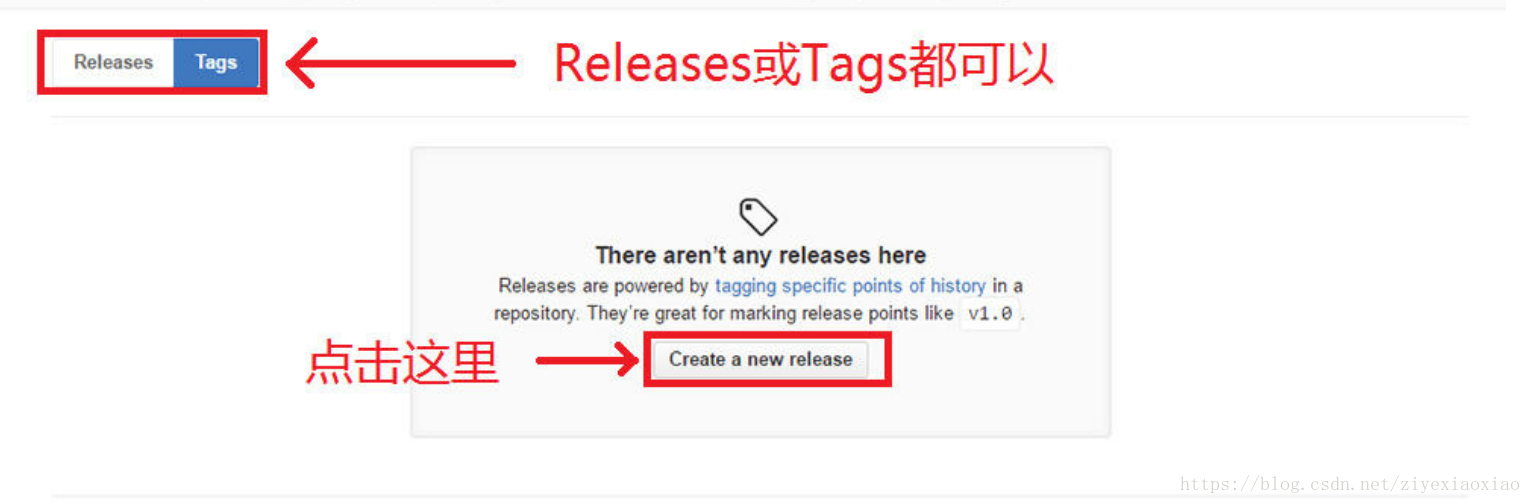 Releases Tags Releases或Tags都可以
There aren't any releases here
Releases are powered by tagging specific points of history in a
repository. They're great for marking release points like v1.0.
点击这里 Create a new release
https://blog.csdn.net/ziyexiaoxiao